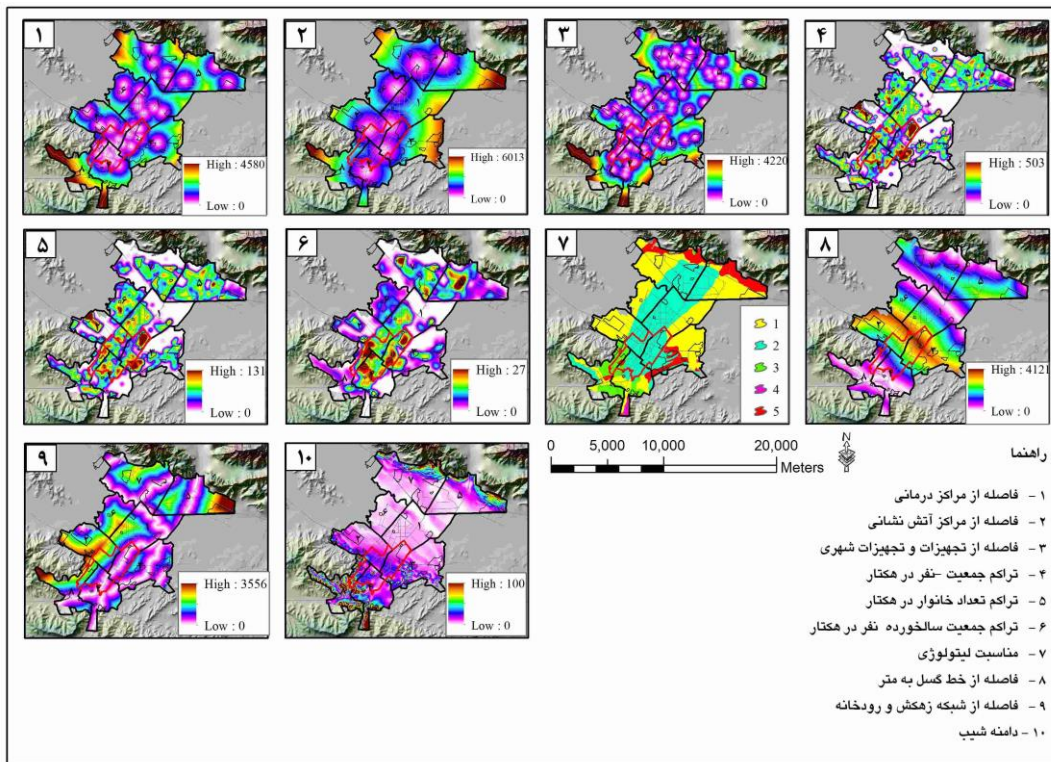 ۱
High : 4580
Low : 0
۲
High : 6013
Low : 0
۳
High : 4220
Low : 0
۴
High : 503
Low : 0
۵
High : 131
Low : 0
۶
High : 27
Low : 0
۷
1
2
3
4
5
۸
High : 4121
Low : 0
۹
High : 3556
Low : 0
۱۰
High : 100
Low : 0
0 5,000 10,000 20,000
Meters
N
راهنما
۱ - فاصله از مراکز درمانی
۲ - فاصله از مراکز آتش نشانی
۳ - فاصله از تجهیزات و تجهیزات شهری
۴ - تراکم جمعیت -نفر در هکتار
۵ - تراکم تعداد خانوار در هکتار
۶ - تراکم جمعیت سالخورده نفر در هکتار
۷ - مناسبت لیتولوژی
۸ - فاصله از خط گسل به متر
۹ - فاصله از شبکه زهکش و رودخانه
۱۰ - دامنه شیب